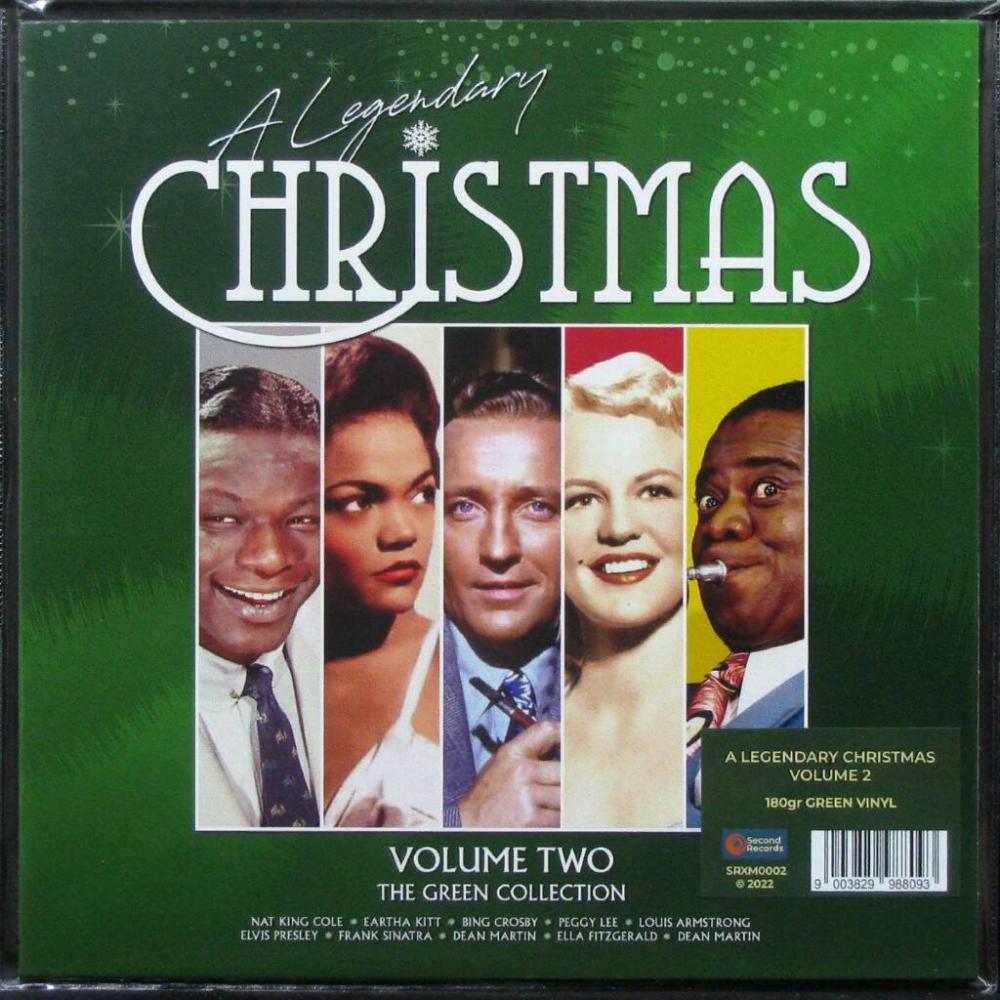 A Legendary
CHRISTMAS
A LEGENDARY CHRISTMAS
VOLUME 2
180gr GREEN VINYL
Second
Records
SRXM0002
© 2022
9 003829 988093
VOLUME TWO
THE GREEN COLLECTION
NAT KING COLE * EARTHA KITT * BING CROSBY * PEGGY LEE * LOUIS ARMSTRONG
ELVIS PRESLEY * FRANK SINATRA * DEAN MARTIN * ELLA FITZGERALD * DEAN MARTIN